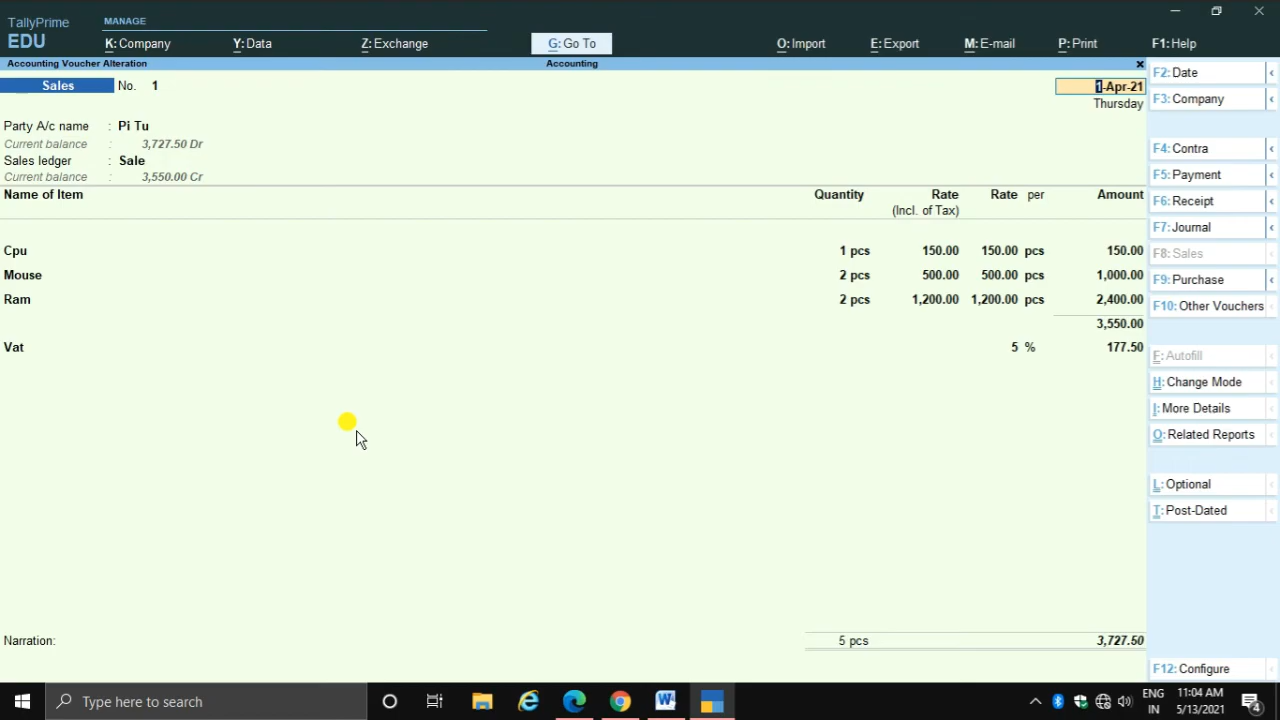 TallyPrime
EDU
MANAGE
K: Company Y: Data Z: Exchange G: Go To O: Import E: Export M: E-mail P: Print F1: Help
Accounting Voucher Alteration Accounting ×
Sales No. 1 1-Apr-21
Thursday
Party A/c name : Pi Tu
Current balance : 3,727.50 Dr
Sales ledger : Sale
Current balance : 3,550.00 Cr
Name of Item Quantity Rate Rate per Amount
(Incl. of Tax)
Cpu 1 pcs 150.00 150.00 pcs 150.00
Mouse 2 pcs 500.00 500.00 pcs 1,000.00
Ram 2 pcs 1,200.00 1,200.00 pcs 2,400.00
3,550.00
Vat 5 % 177.50
Narration: 5 pcs 3,727.50
F2: Date
F3: Company
F4: Contra
F5: Payment
F6: Receipt
F7: Journal
F8: Sales
F9: Purchase
F10: Other Vouchers
F: Autofill
H: Change Mode
I: More Details
O: Related Reports
L: Optional
T: Post-Dated
F12: Configure
Type here to search
ENG
IN
11:04 AM
5/13/2021
4